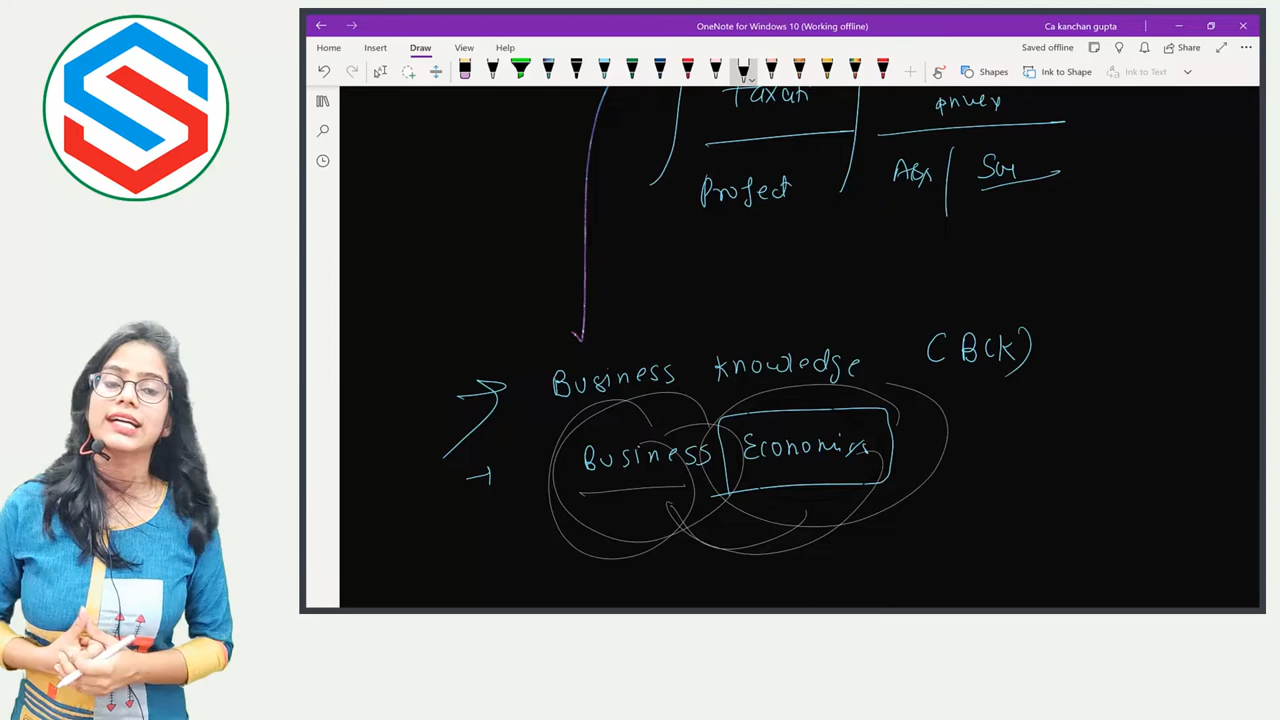 OneNote for Windows 10 (Working offline)
Ca kanchan gupta
Home Insert Draw View Help
Saved offline
Share
Shapes
Ink to Shape
Ink to Text
Taxati
Project
Business knowledge (BCK)
Business Economics